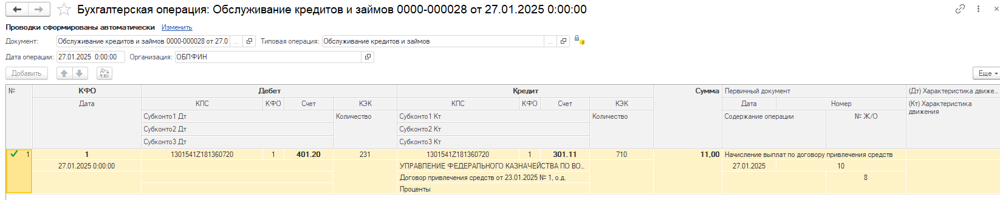 Бухгалтерская операция: Обслуживание кредитов и займов 0000-000028 от 27.01.2025 0:00:00
Проводки сформированы автоматически Изменить
Документ: Обслуживание кредитов и займов 0000-000028 от 27.0 ... Типовая операция: Обслуживание кредитов и займов ...
Дата операции: 27.01.2025 0:00:00 Организация: ОБЛФИН
Добавить Дт Кт Еще
№ КФО Дебет Кредит Сумма Первичный документ (Дт) Характеристика движе...
Дата КПС КФО Счет КЭК КПС КФО Счет КЭК Дата Номер (Кт) Характеристика движения
Субконто1 Дт Количество Субконто1 Кт Количество Содержание операции № Ж/О
Субконто2 Дт Субконто2 Кт
Субконто3 Дт Субконто3 Кт
1 1 1301541Z181360720 1 401.20 231 1301541Z181360720 1 301.11 710 11,00 Начисление выплат по договору привлечения средств
27.01.2025 0:00:00 УПРАВЛЕНИЕ ФЕДЕРАЛЬНОГО КАЗНАЧЕЙСТВА ПО ВО... 27.01.2025 10
Договор привлечения средств от 23.01.2025 № 1, о.д. 8
Проценты